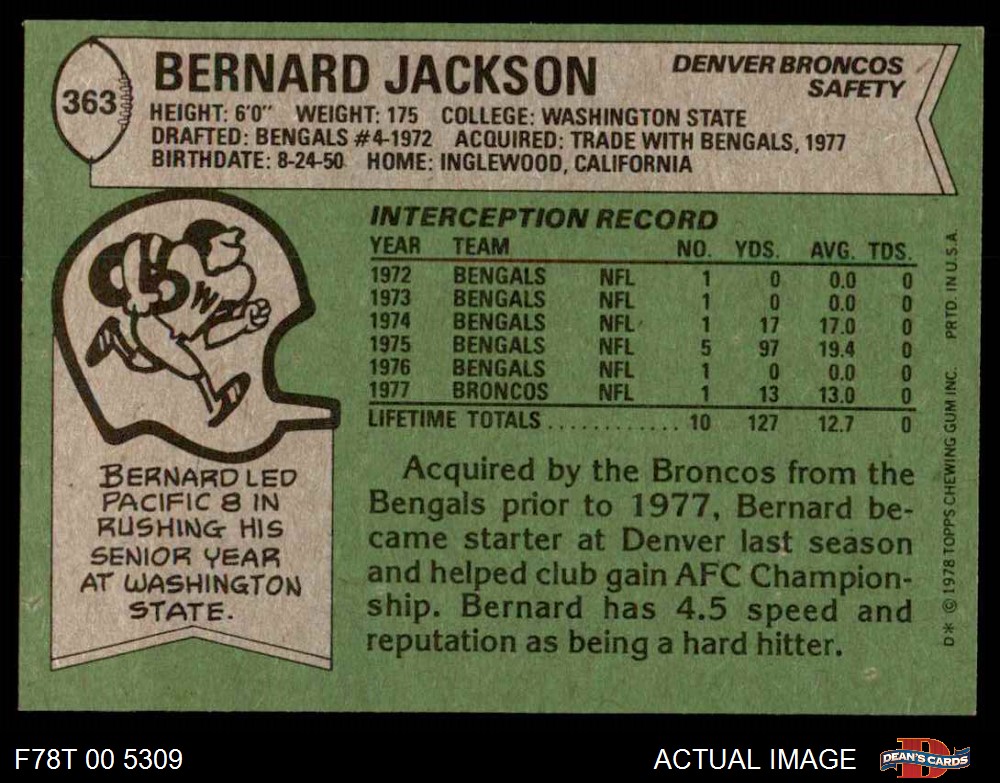 363
BERNARD JACKSON
DENVER BRONCOS
SAFETY
HEIGHT: 6'0" WEIGHT: 175 COLLEGE: WASHINGTON STATE
DRAFTED: BENGALS #4-1972 ACQUIRED: TRADE WITH BENGALS, 1977
BIRTHDATE: 8-24-50 HOME: INGLEWOOD, CALIFORNIA
INTERCEPTION RECORD
YEAR TEAM NO. YDS. AVG. TDS.
1972 BENGALS NFL 1 0 0.0 0
1973 BENGALS NFL 1 0 0.0 0
1974 BENGALS NFL 1 17 17.0 0
1975 BENGALS NFL 5 97 19.4 0
1976 BENGALS NFL 1 0 0.0 0
1977 BRONCOS NFL 1 13 13.0 0
LIFETIME TOTALS ............ 10 127 12.7 0
W
BERNARD LED
PACIFIC 8 IN
RUSHING HIS
SENIOR YEAR
AT WASHINGTON
STATE.
Acquired by the Broncos from the
Bengals prior to 1977, Bernard be-
came starter at Denver last season
and helped club gain AFC Champion-
ship. Bernard has 4.5 speed and
reputation as being a hard hitter.
D* © 1978 TOPPS CHEWING GUM INC. PRTD. IN U.S.A.
F78T 00 5309
ACTUAL IMAGE
D
DEAN'S CARDS